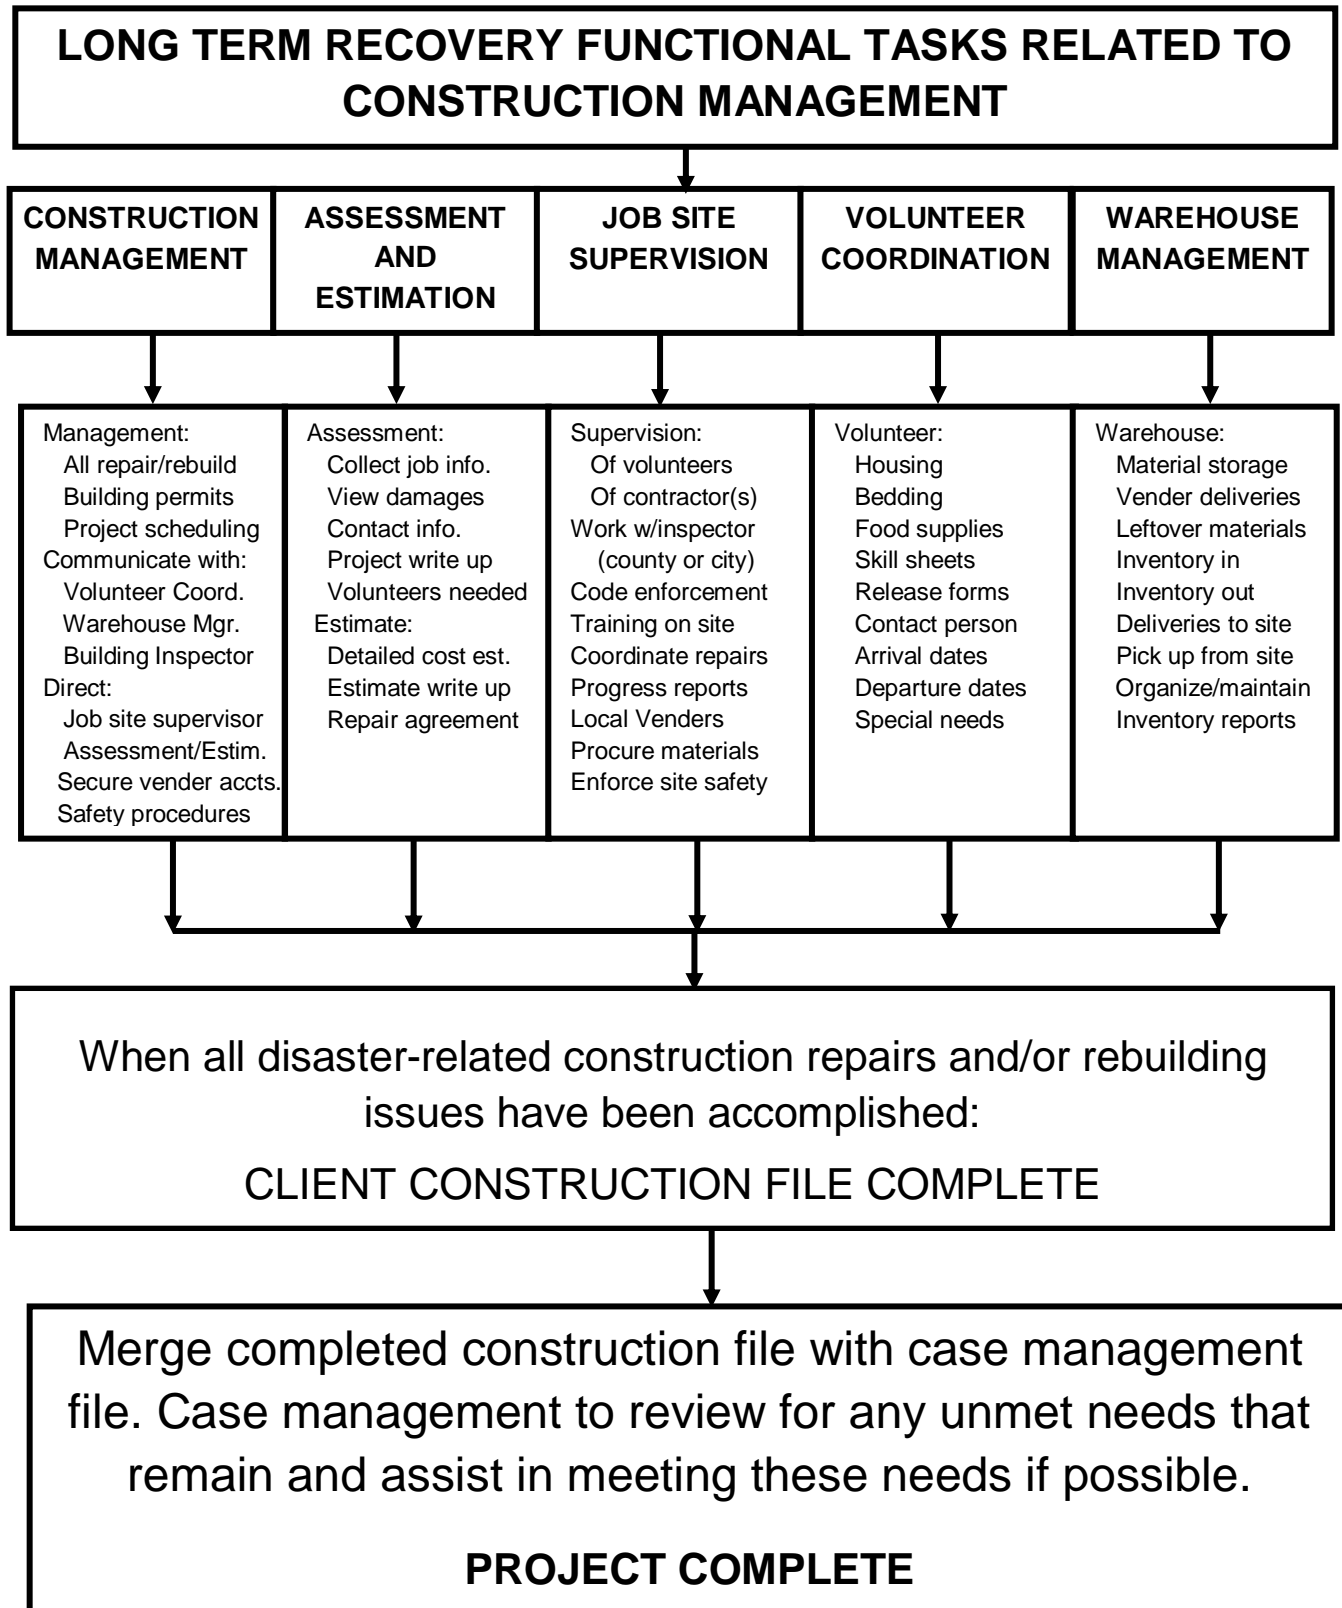 LONG TERM RECOVERY FUNCTIONAL TASKS RELATED TO
CONSTRUCTION MANAGEMENT
CONSTRUCTION
MANAGEMENT
ASSESSMENT
AND
ESTIMATION
JOB SITE
SUPERVISION
VOLUNTEER
COORDINATION
WAREHOUSE
MANAGEMENT
Management:
All repair/rebuild
Building permits
Project scheduling
Communicate with:
Volunteer Coord.
Warehouse Mgr.
Building Inspector
Direct:
Job site supervisor
Assessment/Estim.
Secure vender accts.
Safety procedures
Assessment:
Collect job info.
View damages
Contact info.
Project write up
Volunteers needed
Estimate:
Detailed cost est.
Estimate write up
Repair agreement
Supervision:
Of volunteers
Of contractor(s)
Work w/inspector
(county or city)
Code enforcement
Training on site
Coordinate repairs
Progress reports
Local Venders
Procure materials
Enforce site safety
Volunteer:
Housing
Bedding
Food supplies
Skill sheets
Release forms
Contact person
Arrival dates
Departure dates
Special needs
Warehouse:
Material storage
Vender deliveries
Leftover materials
Inventory in
Inventory out
Deliveries to site
Pick up from site
Organize/maintain
Inventory reports
When all disaster-related construction repairs and/or rebuilding
issues have been accomplished:
CLIENT CONSTRUCTION FILE COMPLETE
Merge completed construction file with case management
file. Case management to review for any unmet needs that
remain and assist in meeting these needs if possible.
PROJECT COMPLETE